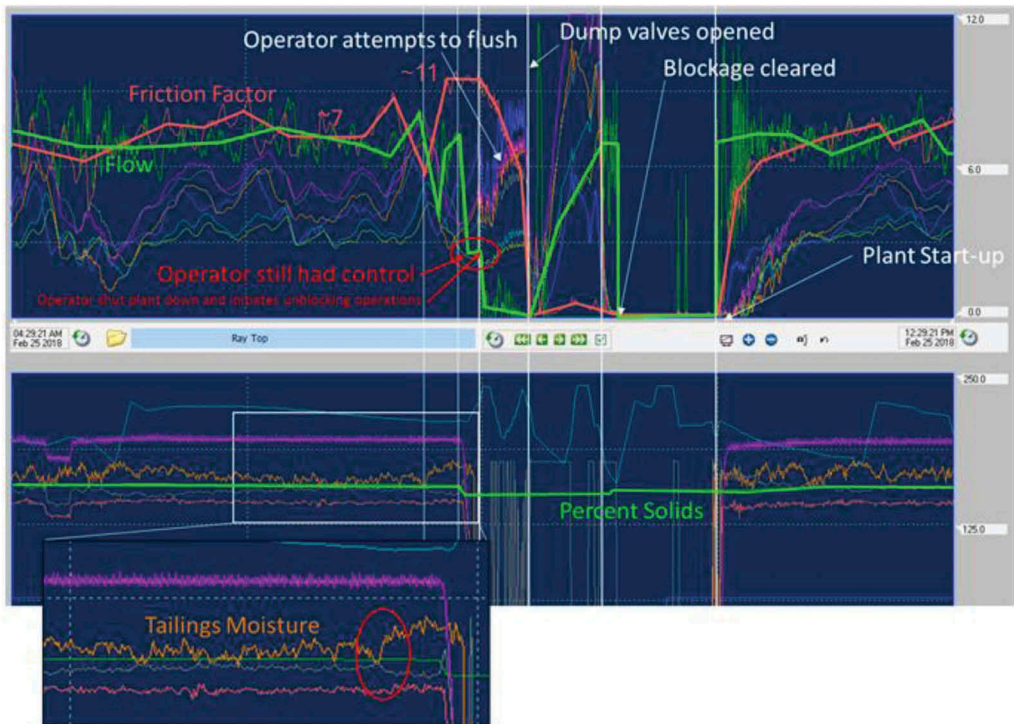 12.0
Operator attempts to flush
Dump valves opened
~11
Blockage cleared
Friction Factor
~7
Flow
6.0
Operator still had control
Plant Start-up
Operator shut plant down and initiates unblocking operations
0.0
04:29:21 AM
Feb 25 2018
Ray Top
12:29:21 PM
Feb 25 2018
250.0
Percent Solids
125.0
Tailings Moisture